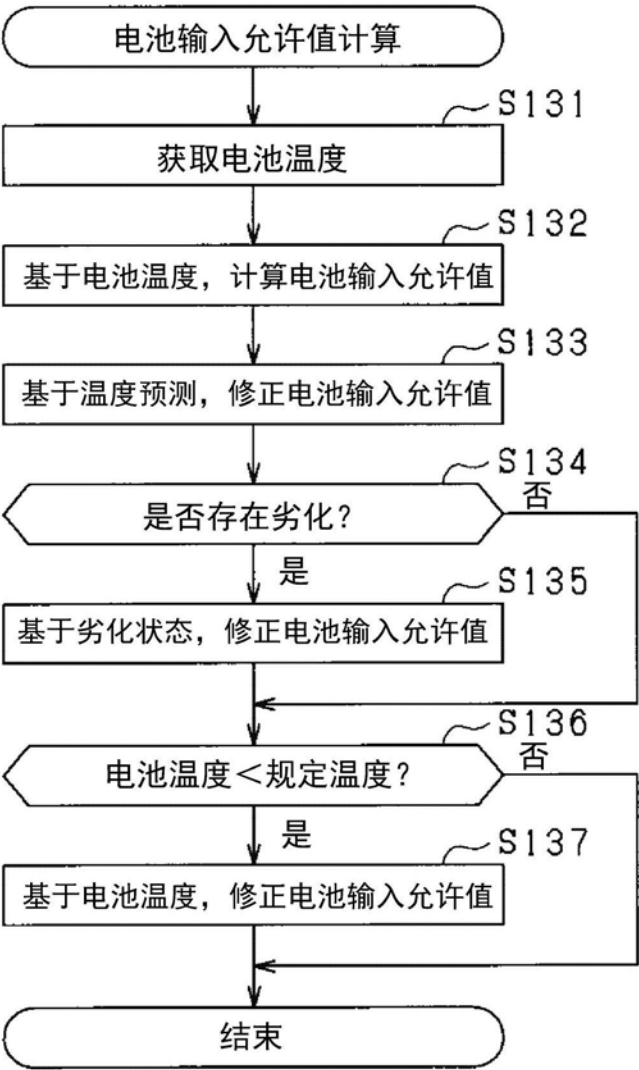 电池输入允许值计算
S131
获取电池温度
S132
基于电池温度，计算电池输入允许值
S133
基于温度预测，修正电池输入允许值
S134
是否存在劣化？
否
是
S135
基于劣化状态，修正电池输入允许值
S136
电池温度＜规定温度？
否
是
S137
基于电池温度，修正电池输入允许值
结束